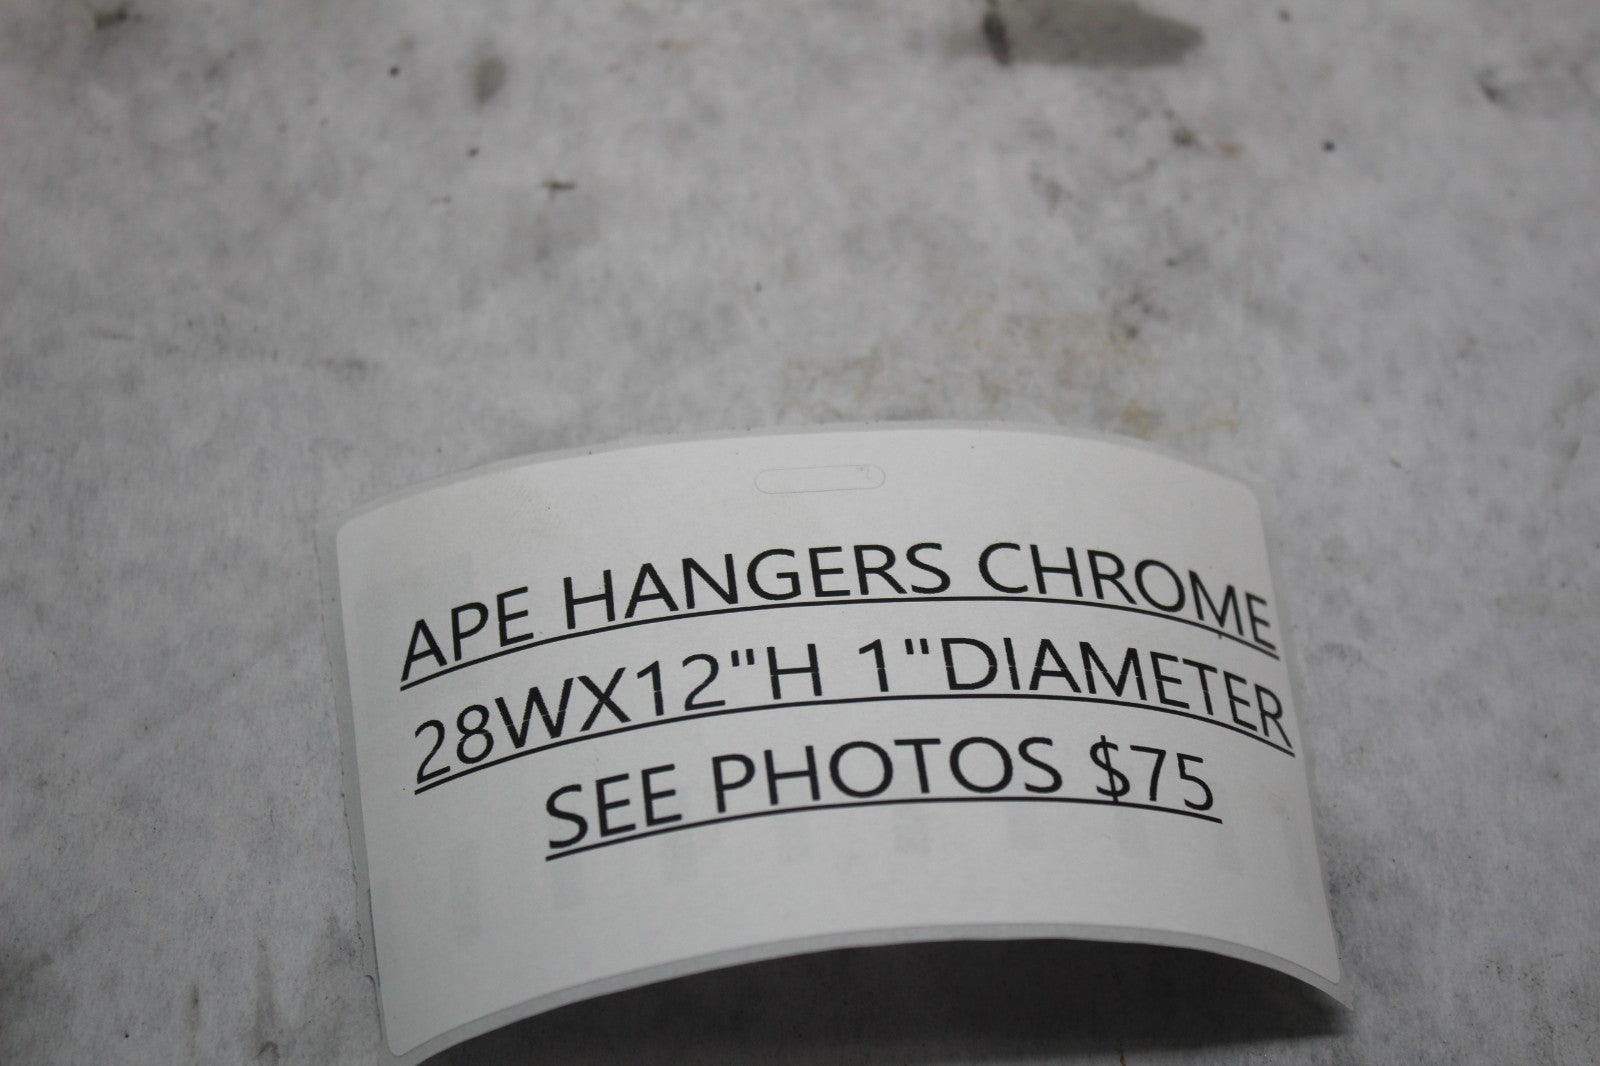 APE HANGERS CHROME
28WX12"H 1"DIAMETER
SEE PHOTOS $75